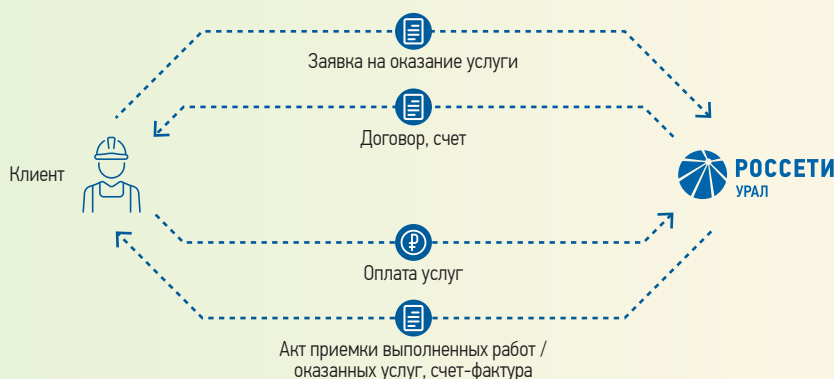 Заявка на оказание услуги
Договор, счет
Клиент
РОССЕТИ
УРАЛ
Оплата услуг
Акт приемки выполненных работ /
оказанных услуг, счет-фактура